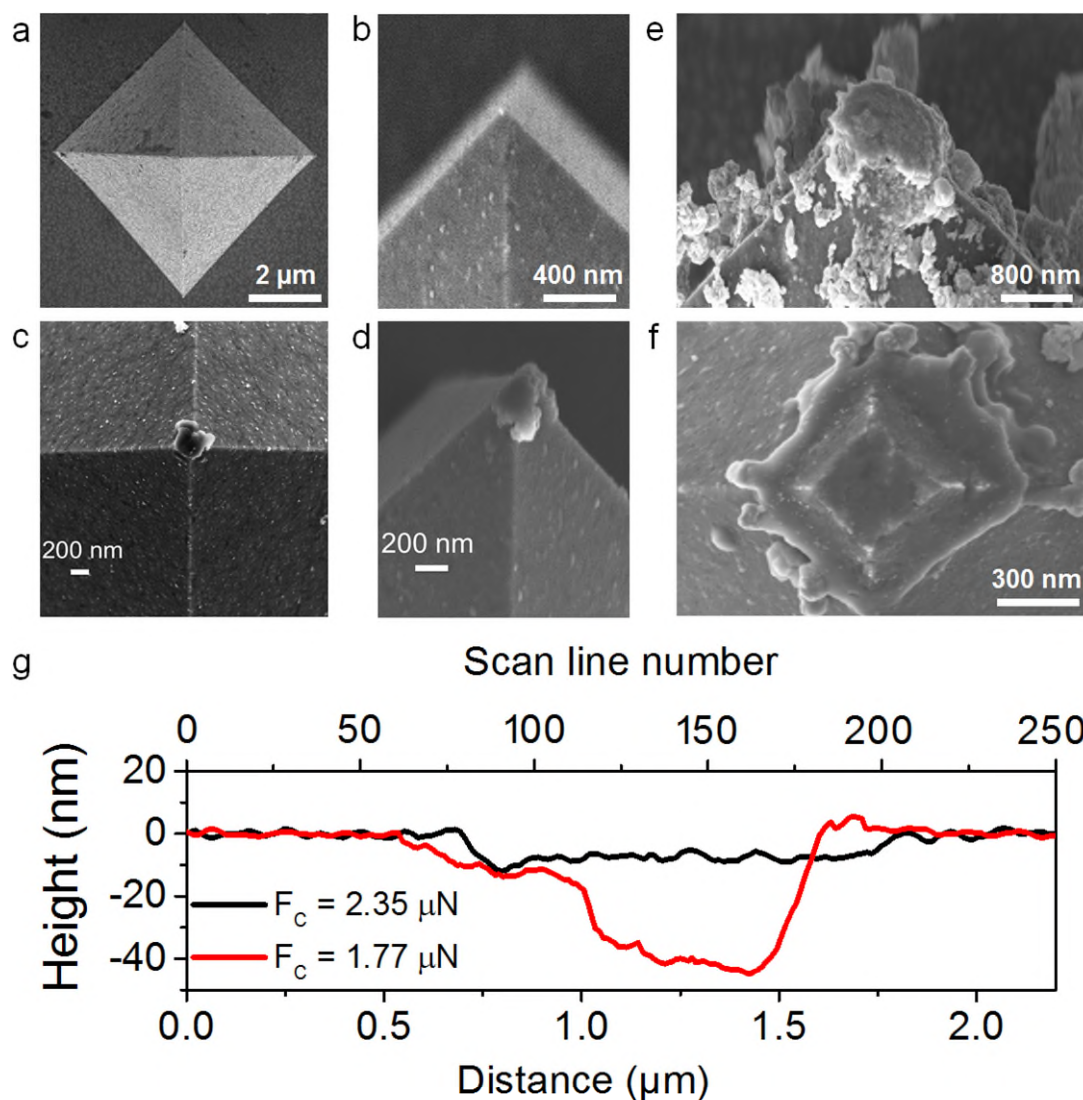 a
b
e
2 µm
400 nm
800 nm
c
d
f
200 nm
200 nm
300 nm
g
Scan line number
0 50 100 150 200 250
Height (nm)
20
0
-20
-40
F_C = 2.35 µN
F_C = 1.77 µN
0.0 0.5 1.0 1.5 2.0
Distance (µm)